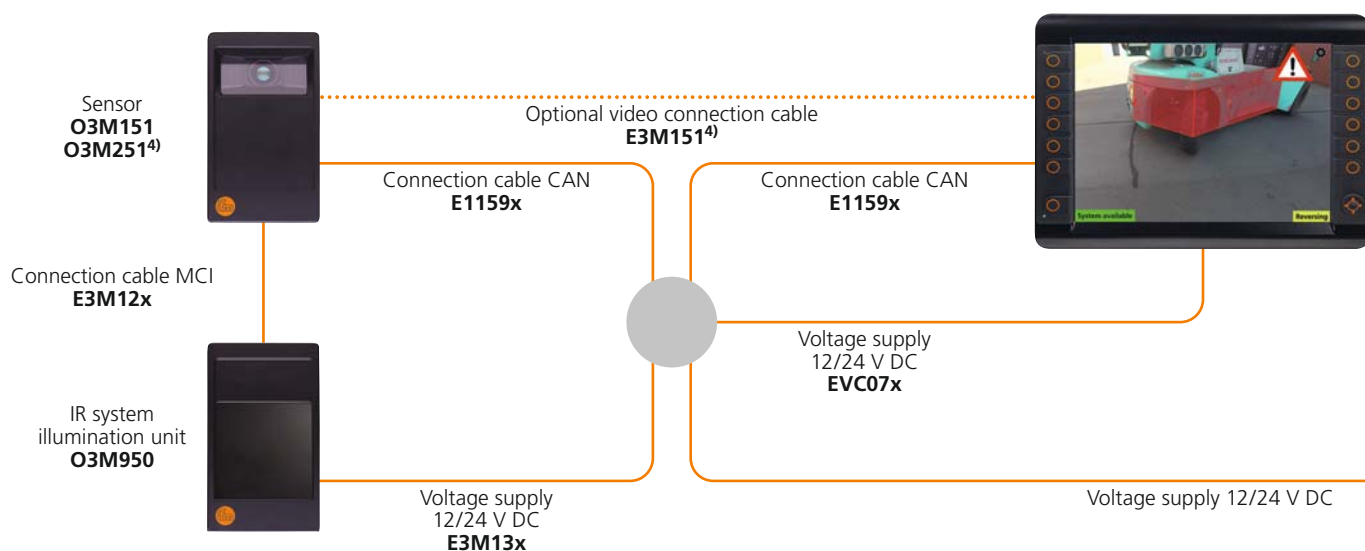 Sensor
O3M151
O3M251⁴⁾
Optional video connection cable
E3M151⁴⁾
Connection cable CAN
E1159x
Connection cable CAN
E1159x
System available
Reversing
Connection cable MCI
E3M12x
Voltage supply
12/24 V DC
EVC07x
IR system
illumination unit
O3M950
Voltage supply
12/24 V DC
E3M13x
Voltage supply 12/24 V DC